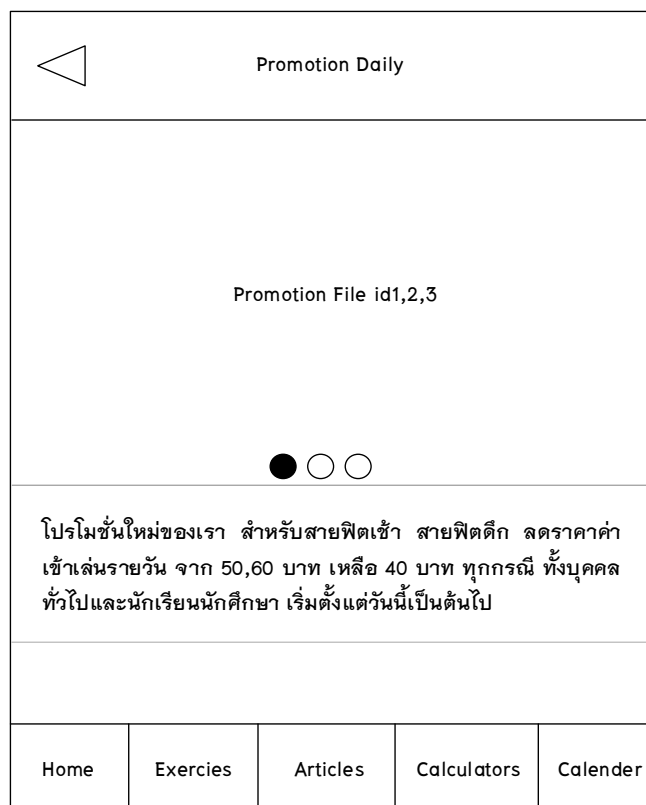 Promotion Daily
Promotion File id1,2,3
โปรโมชั่นใหม่ของเรา สำหรับสายฟิตเช้า สายฟิตดึก ลดราคาค่า
เข้าเล่นรายวัน จาก 50,60 บาท เหลือ 40 บาท ทุกกรณี ทั้งบุคคล
ทั่วไปและนักเรียนนักศึกษา เริ่มตั้งแต่วันนี้เป็นต้นไป
Home Exercies Articles Calculators Calender